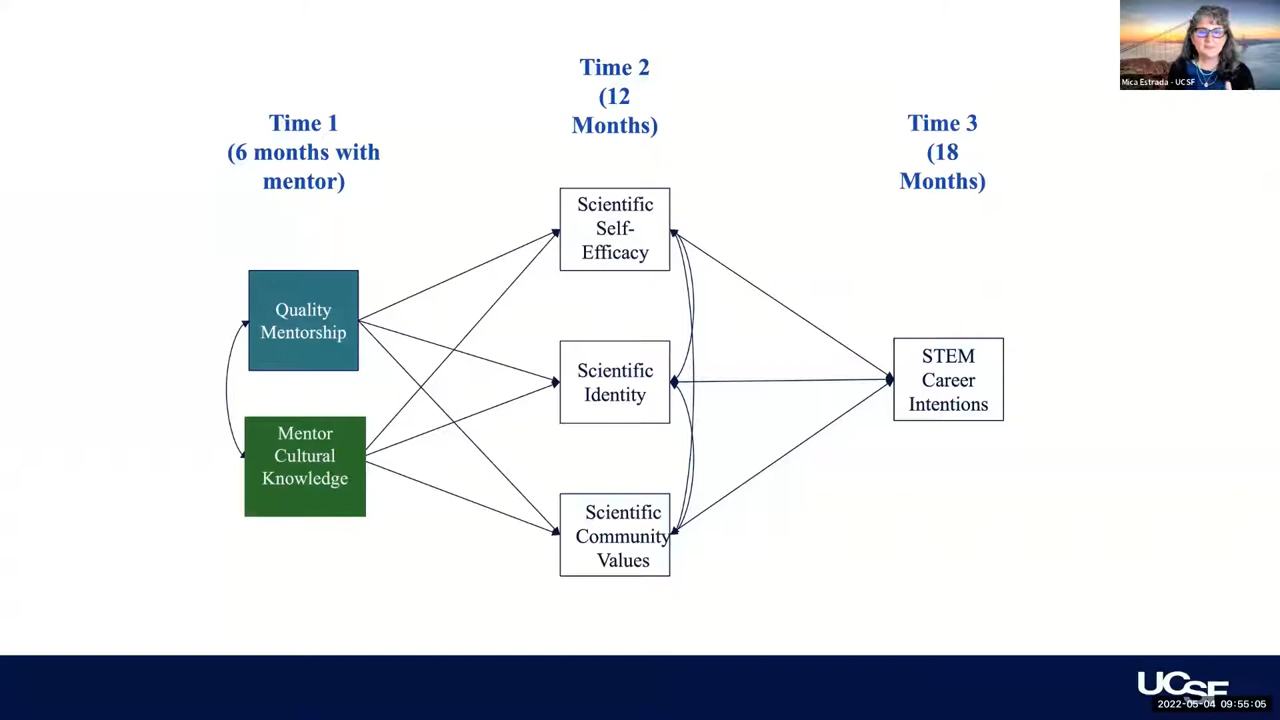 Time 1
(6 months with
mentor)
Time 2
(12
Months)
Time 3
(18
Months)
Quality
Mentorship
Mentor
Cultural
Knowledge
Scientific
Self-
Efficacy
Scientific
Identity
Scientific
Community
Values
STEM
Career
Intentions
Mica Estrada - UCSF
UCSF
2022-05-04 09:55:05